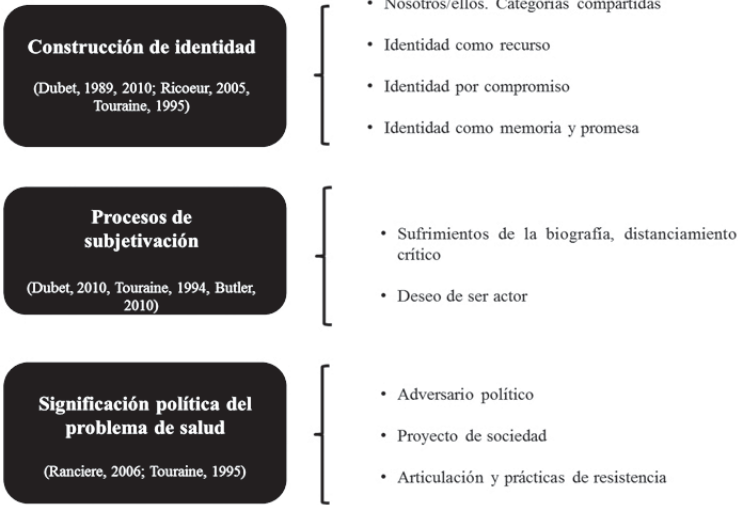 • Nosotros/ellos. Categorías compartidas
Construcción de identidad
(Dubet, 1989, 2010; Ricoeur, 2005,
Touraine, 1995)
• Identidad como recurso
• Identidad por compromiso
• Identidad como memoria y promesa
Procesos de
subjetivación
(Dubet, 2010, Touraine, 1994, Butler,
2010)
• Sufrimientos de la biografía, distanciamiento
crítico
• Deseo de ser actor
Significación política del
problema de salud
(Ranciere, 2006; Touraine, 1995)
• Adversario político
• Proyecto de sociedad
• Articulación y prácticas de resistencia